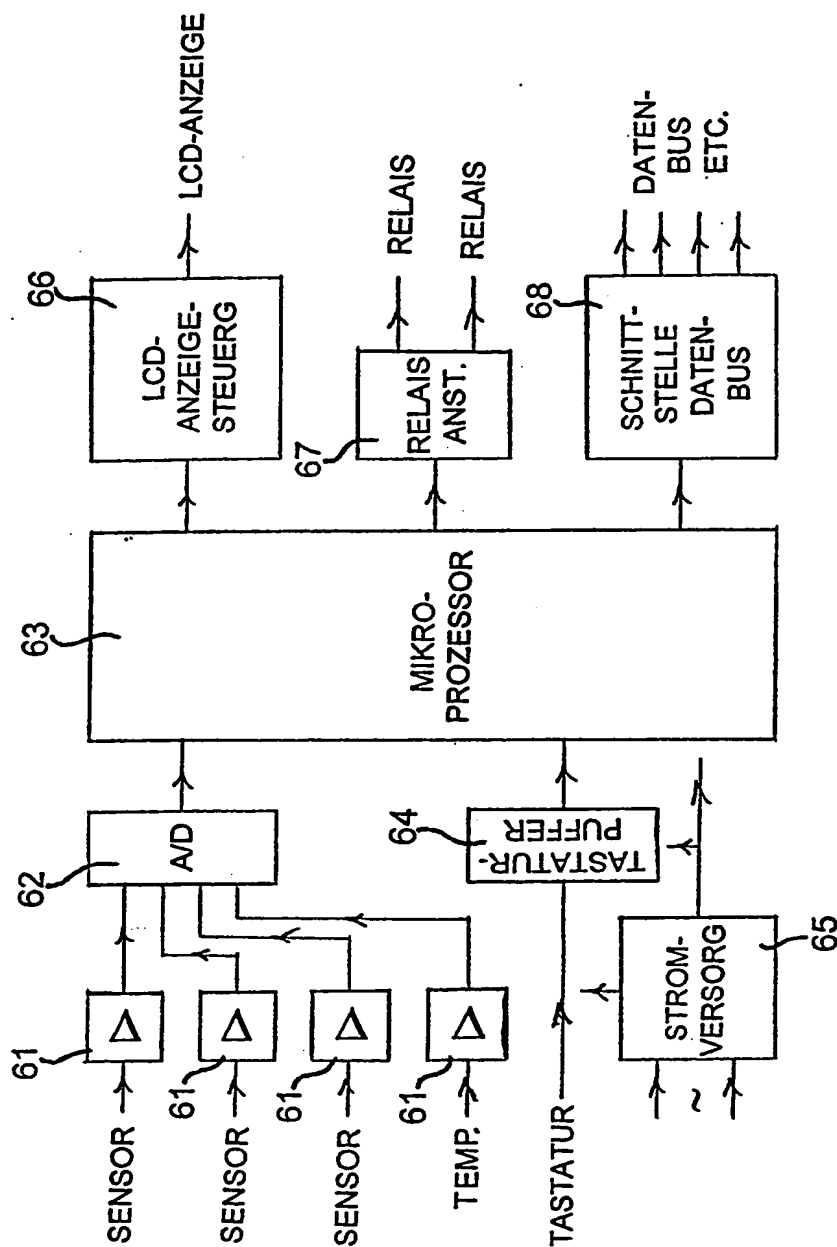 SENSOR
61
SENSOR
61
SENSOR
61
TEMP.
61
TASTATUR
~
Δ
Δ
Δ
Δ
STROM-
VERSORG
65
62
A/D
64
TASTATUR-
PUFFER
63
MIKRO-
PROZESSOR
66
LCD-
ANZEIGE-
STEUERG
LCD-ANZEIGE
67
RELAIS
ANST.
RELAIS
RELAIS
68
SCHNITT-
STELLE
DATEN-
BUS
DATEN-
BUS
ETC.